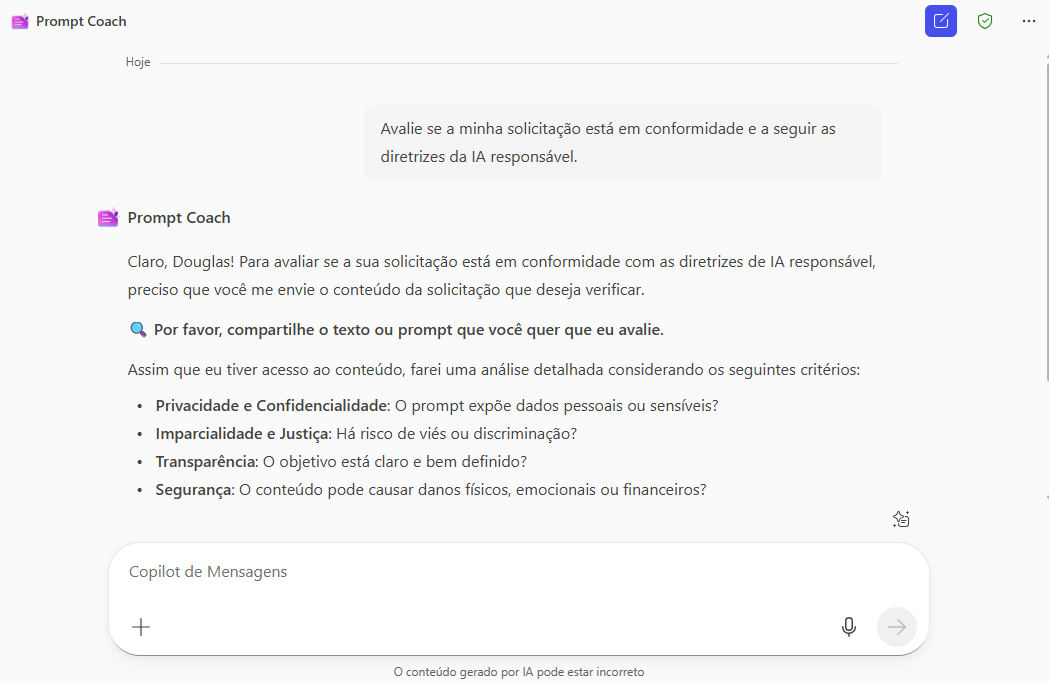 Prompt Coach
Hoje
Avalie se a minha solicitação está em conformidade e a seguir as
diretrizes da IA responsável.
Prompt Coach
Claro, Douglas! Para avaliar se a sua solicitação está em conformidade com as diretrizes de IA responsável,
preciso que você me envie o conteúdo da solicitação que deseja verificar.
Por favor, compartilhe o texto ou prompt que você quer que eu avalie.
Assim que eu tiver acesso ao conteúdo, farei uma análise detalhada considerando os seguintes critérios:
• Privacidade e Confidencialidade: O prompt expõe dados pessoais ou sensíveis?
• Imparcialidade e Justiça: Há risco de viés ou discriminação?
• Transparência: O objetivo está claro e bem definido?
• Segurança: O conteúdo pode causar danos físicos, emocionais ou financeiros?
Copilot de Mensagens
O conteúdo gerado por IA pode estar incorreto